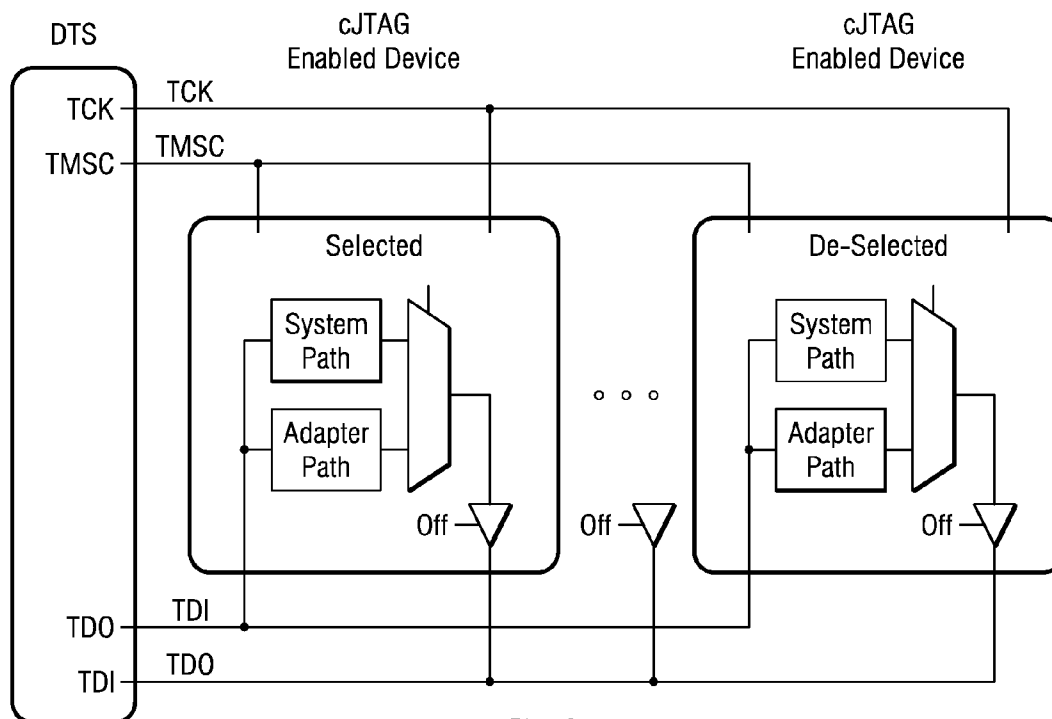 DTS
cJTAG
Enabled Device
cJTAG
Enabled Device
TCK
TCK
TMSC
TMSC
Selected
De-Selected
System
Path
System
Path
Adapter
Path
Adapter
Path
Off
Off
Off
TDO
TDI
TDI
TDO